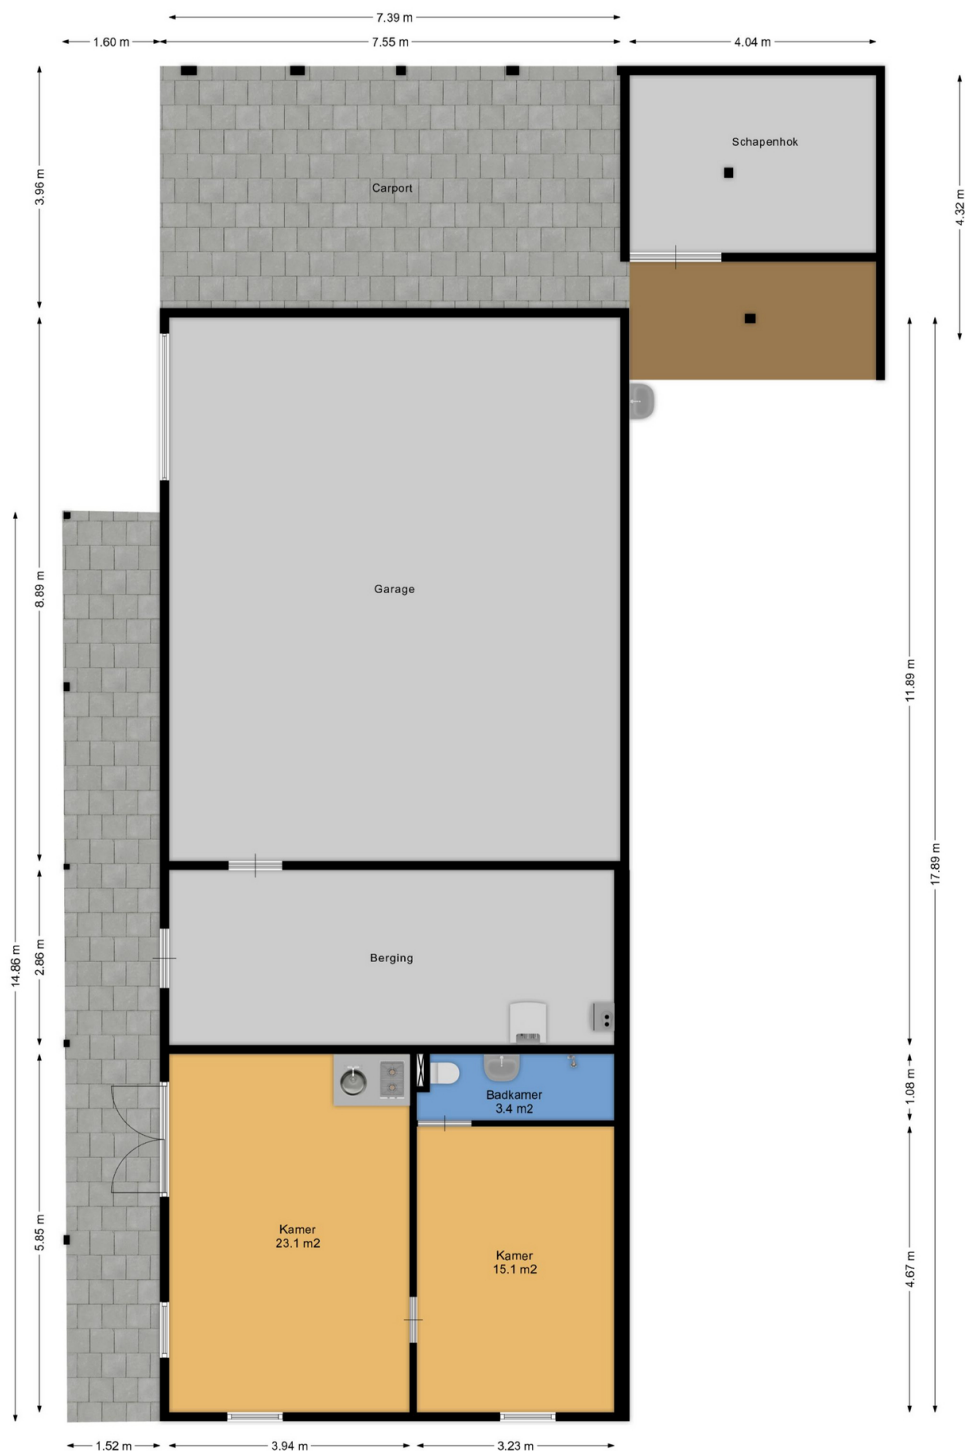 7.39 m
1.60 m
7.55 m
4.04 m
3.96 m
Carport
Schapenhok
4.32 m
8.89 m
Garage
11.89 m
17.89 m
14.86 m
2.86 m
Berging
1.08 m
Badkamer
3.4 m2
5.85 m
Kamer
23.1 m2
Kamer
15.1 m2
4.67 m
1.52 m
3.94 m
3.23 m